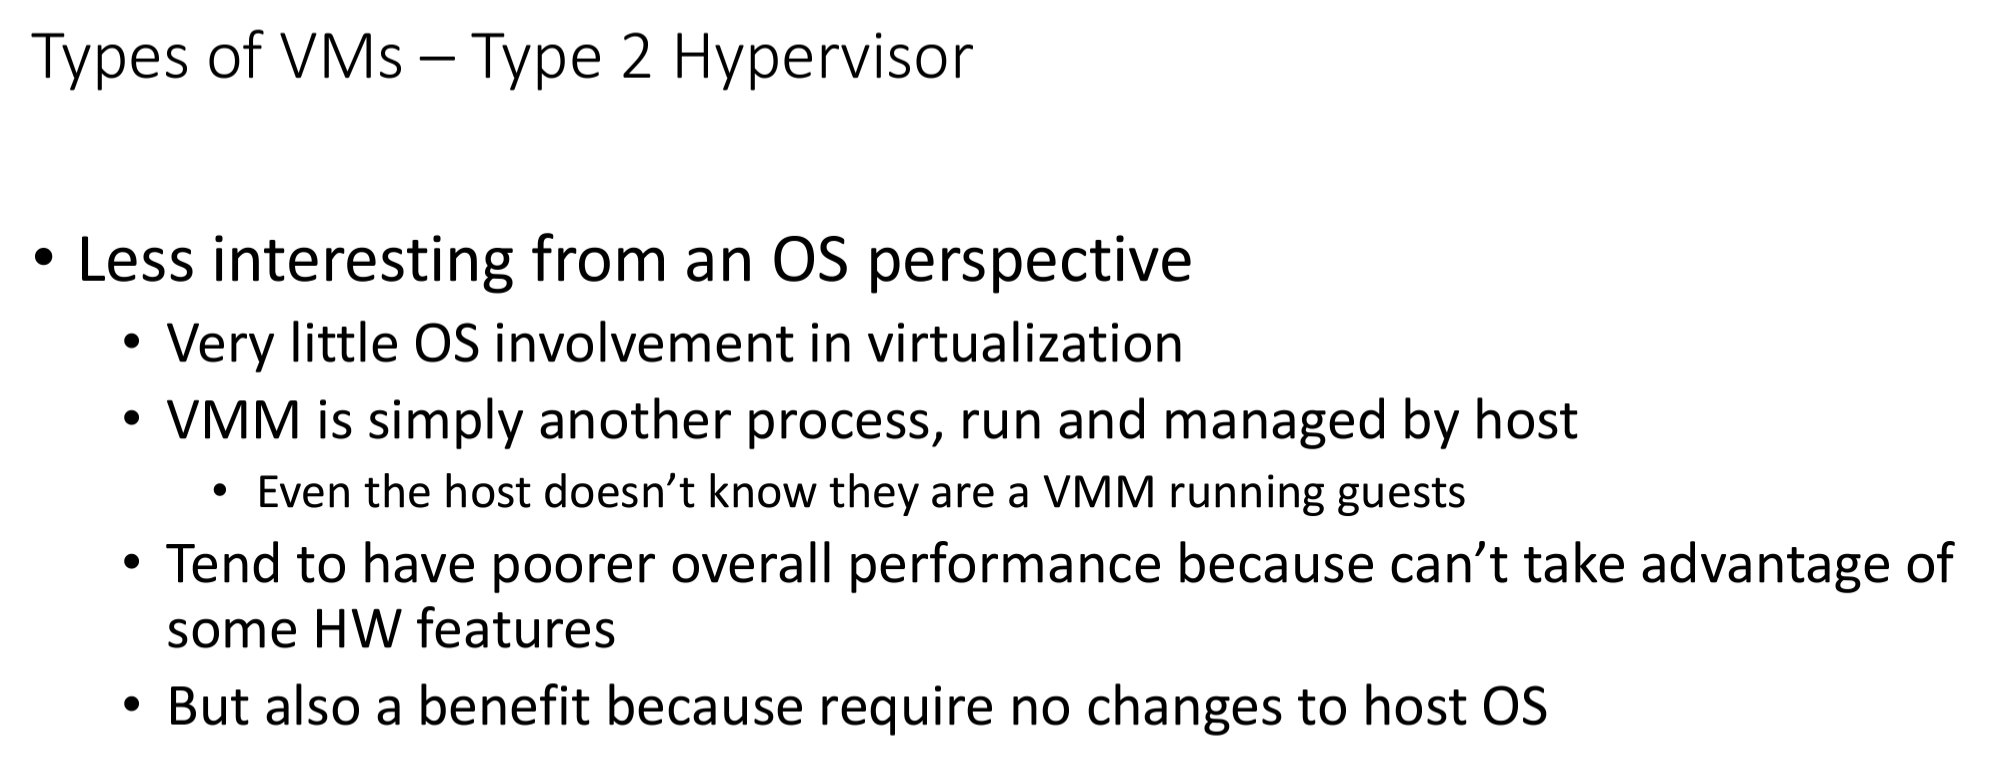 Types of VMs – Type 2 Hypervisor
• Less interesting from an OS perspective
• Very little OS involvement in virtualization
• VMM is simply another process, run and managed by host
• Even the host doesn’t know they are a VMM running guests
• Tend to have poorer overall performance because can’t take advantage of
some HW features
• But also a benefit because require no changes to host OS